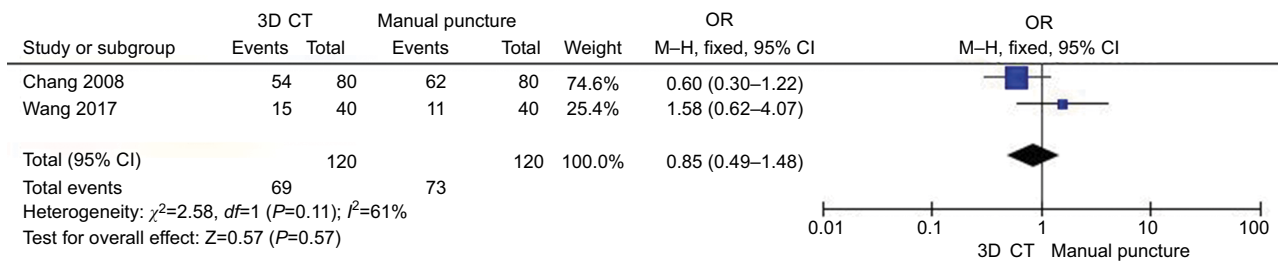 3D CT Manual puncture OR OR
Study or subgroup Events Total Events Total Weight M–H, fixed, 95% CI M–H, fixed, 95% CI
Chang 2008 54 80 62 80 74.6% 0.60 (0.30–1.22)
Wang 2017 15 40 11 40 25.4% 1.58 (0.62–4.07)
Total (95% CI) 120 120 100.0% 0.85 (0.49–1.48)
Total events 69 73
Heterogeneity: χ²=2.58, df=1 (P=0.11); I²=61%
Test for overall effect: Z=0.57 (P=0.57)
0.01 0.1 1 10 100
3D CT Manual puncture